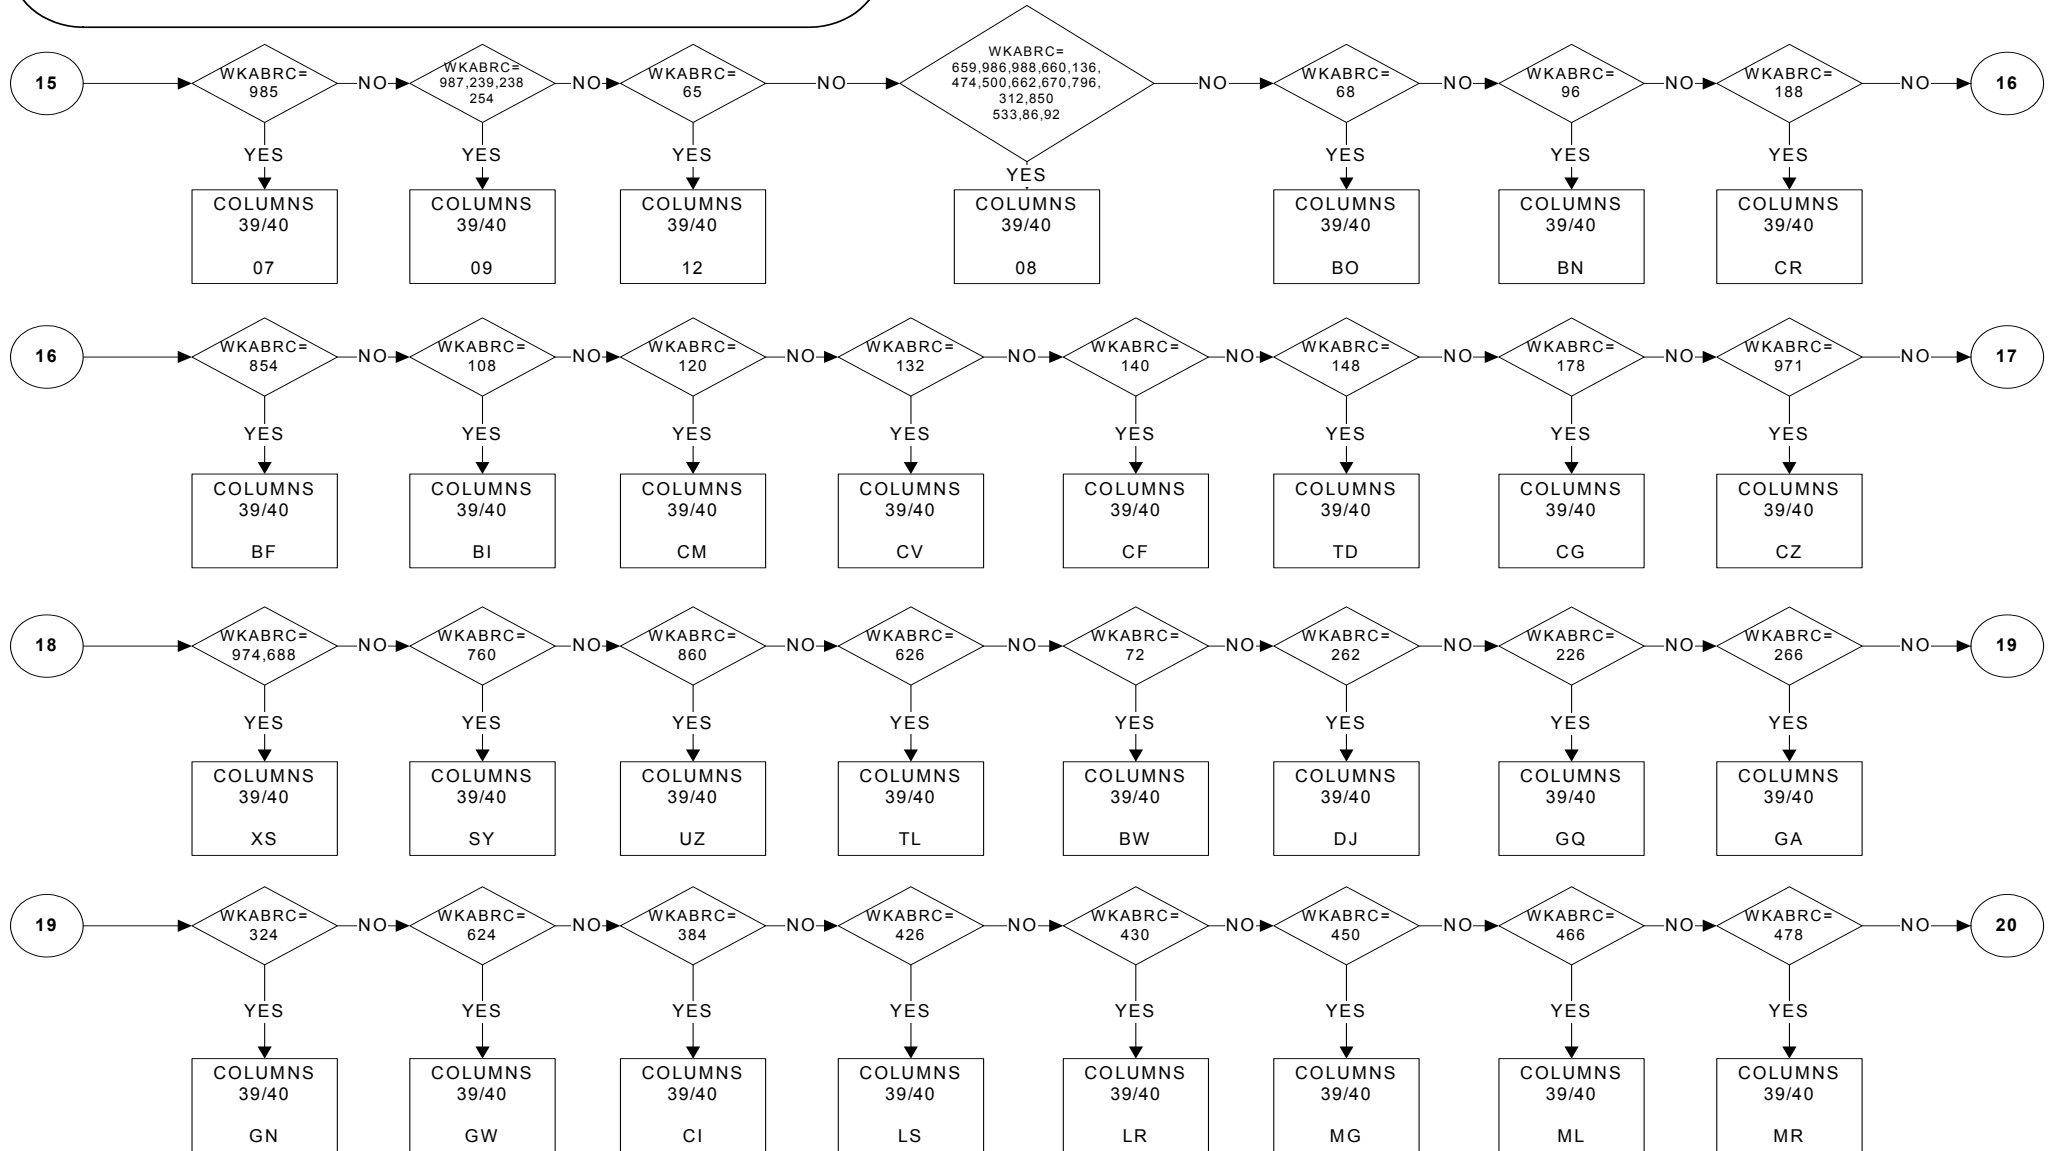 15
WKABRC=
985
NO
WKABRC=
987,239,238
254
NO
WKABRC=
65
NO
WKABRC=
659,986,988,660,136,
474,500,662,670,796,
312,850
533,86,92
NO
WKABRC=
68
NO
WKABRC=
96
NO
WKABRC=
188
NO
16
YES
YES
YES
YES
YES
YES
YES
COLUMNS
39/40
07
COLUMNS
39/40
09
COLUMNS
39/40
12
COLUMNS
39/40
08
COLUMNS
39/40
BO
COLUMNS
39/40
BN
COLUMNS
39/40
CR
16
WKABRC=
854
NO
WKABRC=
108
NO
WKABRC=
120
NO
WKABRC=
132
NO
WKABRC=
140
NO
WKABRC=
148
NO
WKABRC=
178
NO
WKABRC=
971
NO
17
YES
YES
YES
YES
YES
YES
YES
YES
COLUMNS
39/40
BF
COLUMNS
39/40
BI
COLUMNS
39/40
CM
COLUMNS
39/40
CV
COLUMNS
39/40
CF
COLUMNS
39/40
TD
COLUMNS
39/40
CG
COLUMNS
39/40
CZ
18
WKABRC=
974,688
NO
WKABRC=
760
NO
WKABRC=
860
NO
WKABRC=
626
NO
WKABRC=
72
NO
WKABRC=
262
NO
WKABRC=
226
NO
WKABRC=
266
NO
19
YES
YES
YES
YES
YES
YES
YES
YES
COLUMNS
39/40
XS
COLUMNS
39/40
SY
COLUMNS
39/40
UZ
COLUMNS
39/40
TL
COLUMNS
39/40
BW
COLUMNS
39/40
DJ
COLUMNS
39/40
GQ
COLUMNS
39/40
GA
19
WKABRC=
324
NO
WKABRC=
624
NO
WKABRC=
384
NO
WKABRC=
426
NO
WKABRC=
430
NO
WKABRC=
450
NO
WKABRC=
466
NO
WKABRC=
478
NO
20
YES
YES
YES
YES
YES
YES
YES
YES
COLUMNS
39/40
GN
COLUMNS
39/40
GW
COLUMNS
39/40
CI
COLUMNS
39/40
LS
COLUMNS
39/40
LR
COLUMNS
39/40
MG
COLUMNS
39/40
ML
COLUMNS
39/40
MR